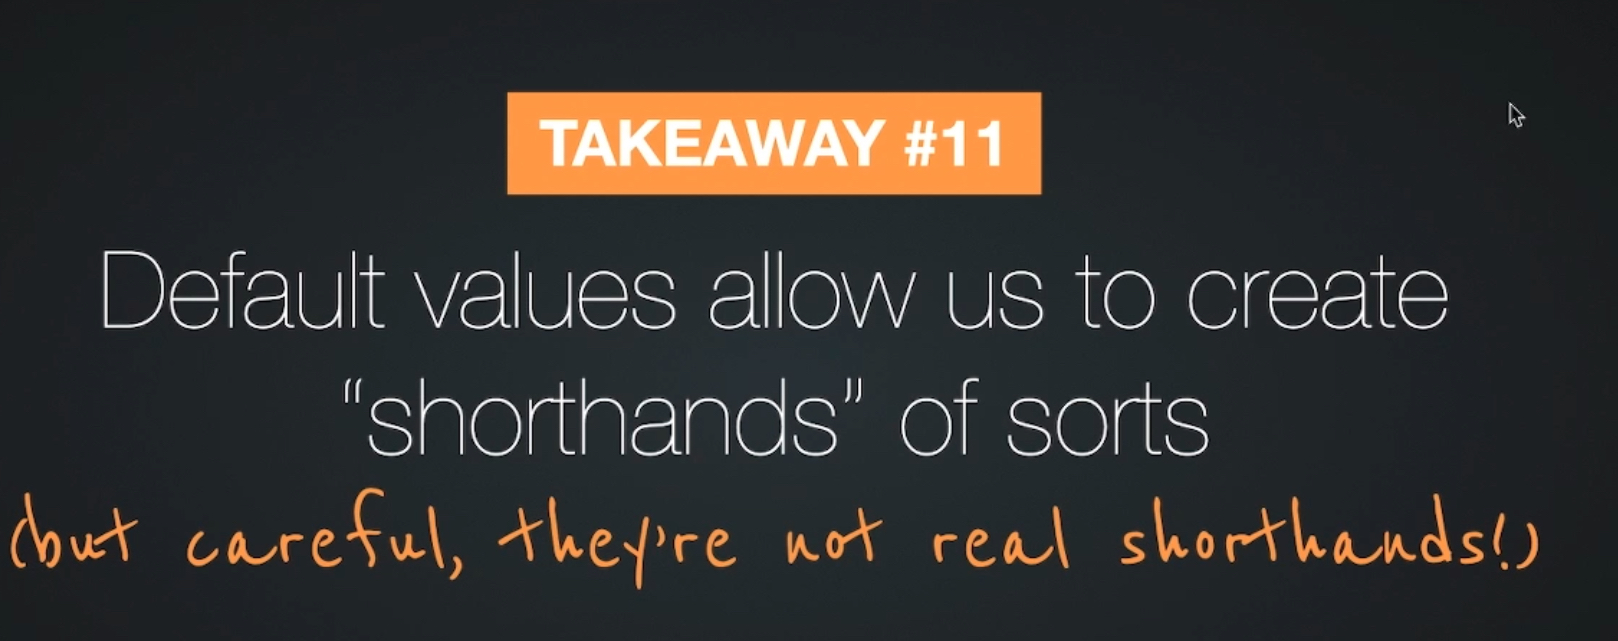 TAKEAWAY #11
Default values allow us to create
“shorthands” of sorts
(but careful, they're not real shorthands!)